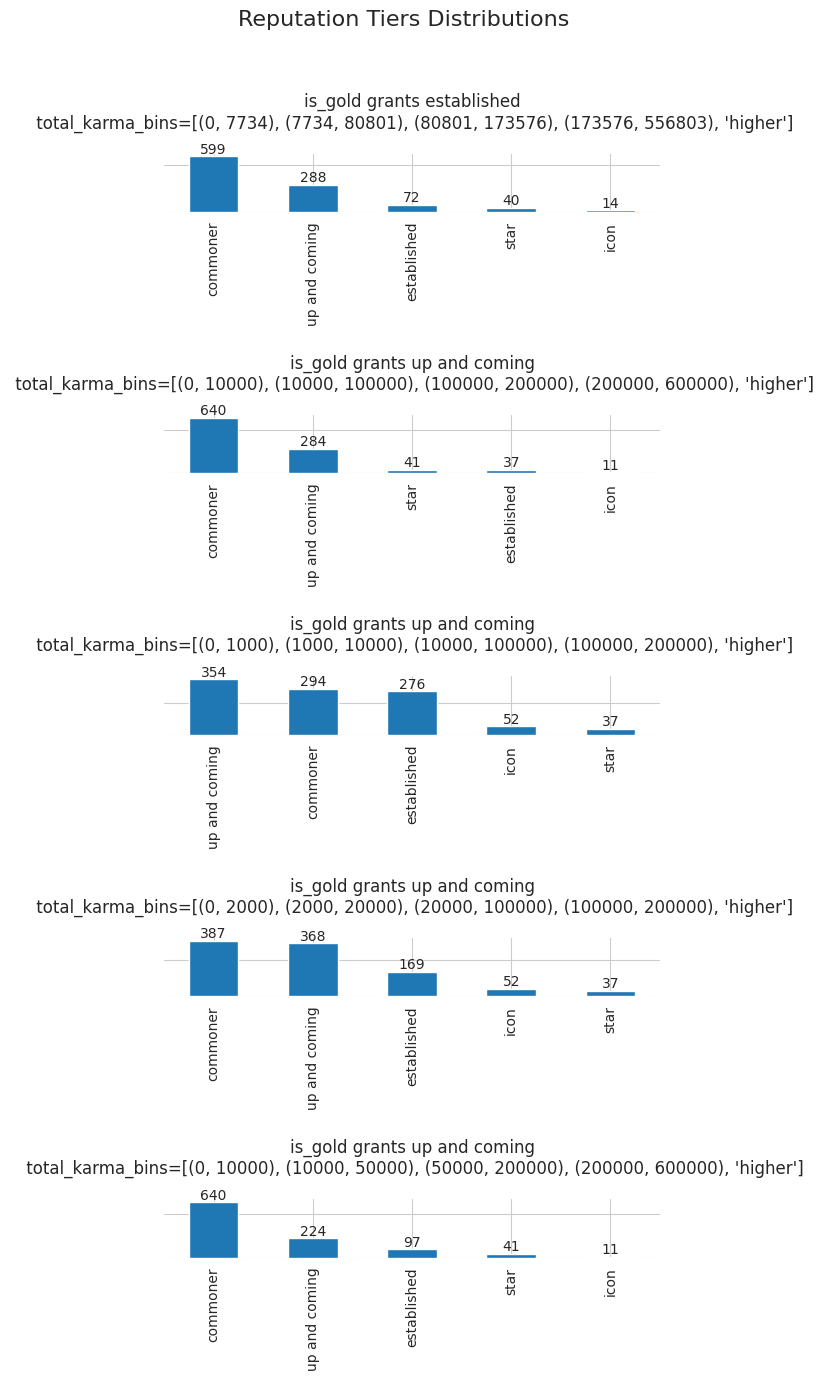 Reputation Tiers Distributions
is_gold grants established
total_karma_bins=[(0, 7734), (7734, 80801), (80801, 173576), (173576, 556803), 'higher']
599
288
72
40
14
commoner
up and coming
established
star
icon
is_gold grants up and coming
total_karma_bins=[(0, 10000), (10000, 100000), (100000, 200000), (200000, 600000), 'higher']
640
284
41
37
11
commoner
up and coming
star
established
icon
is_gold grants up and coming
total_karma_bins=[(0, 1000), (1000, 10000), (10000, 100000), (100000, 200000), 'higher']
354
294
276
52
37
up and coming
commoner
established
icon
star
is_gold grants up and coming
total_karma_bins=[(0, 2000), (2000, 20000), (20000, 100000), (100000, 200000), 'higher']
387
368
169
52
37
commoner
up and coming
established
icon
star
is_gold grants up and coming
total_karma_bins=[(0, 10000), (10000, 50000), (50000, 200000), (200000, 600000), 'higher']
640
224
97
41
11
commoner
up and coming
established
star
icon